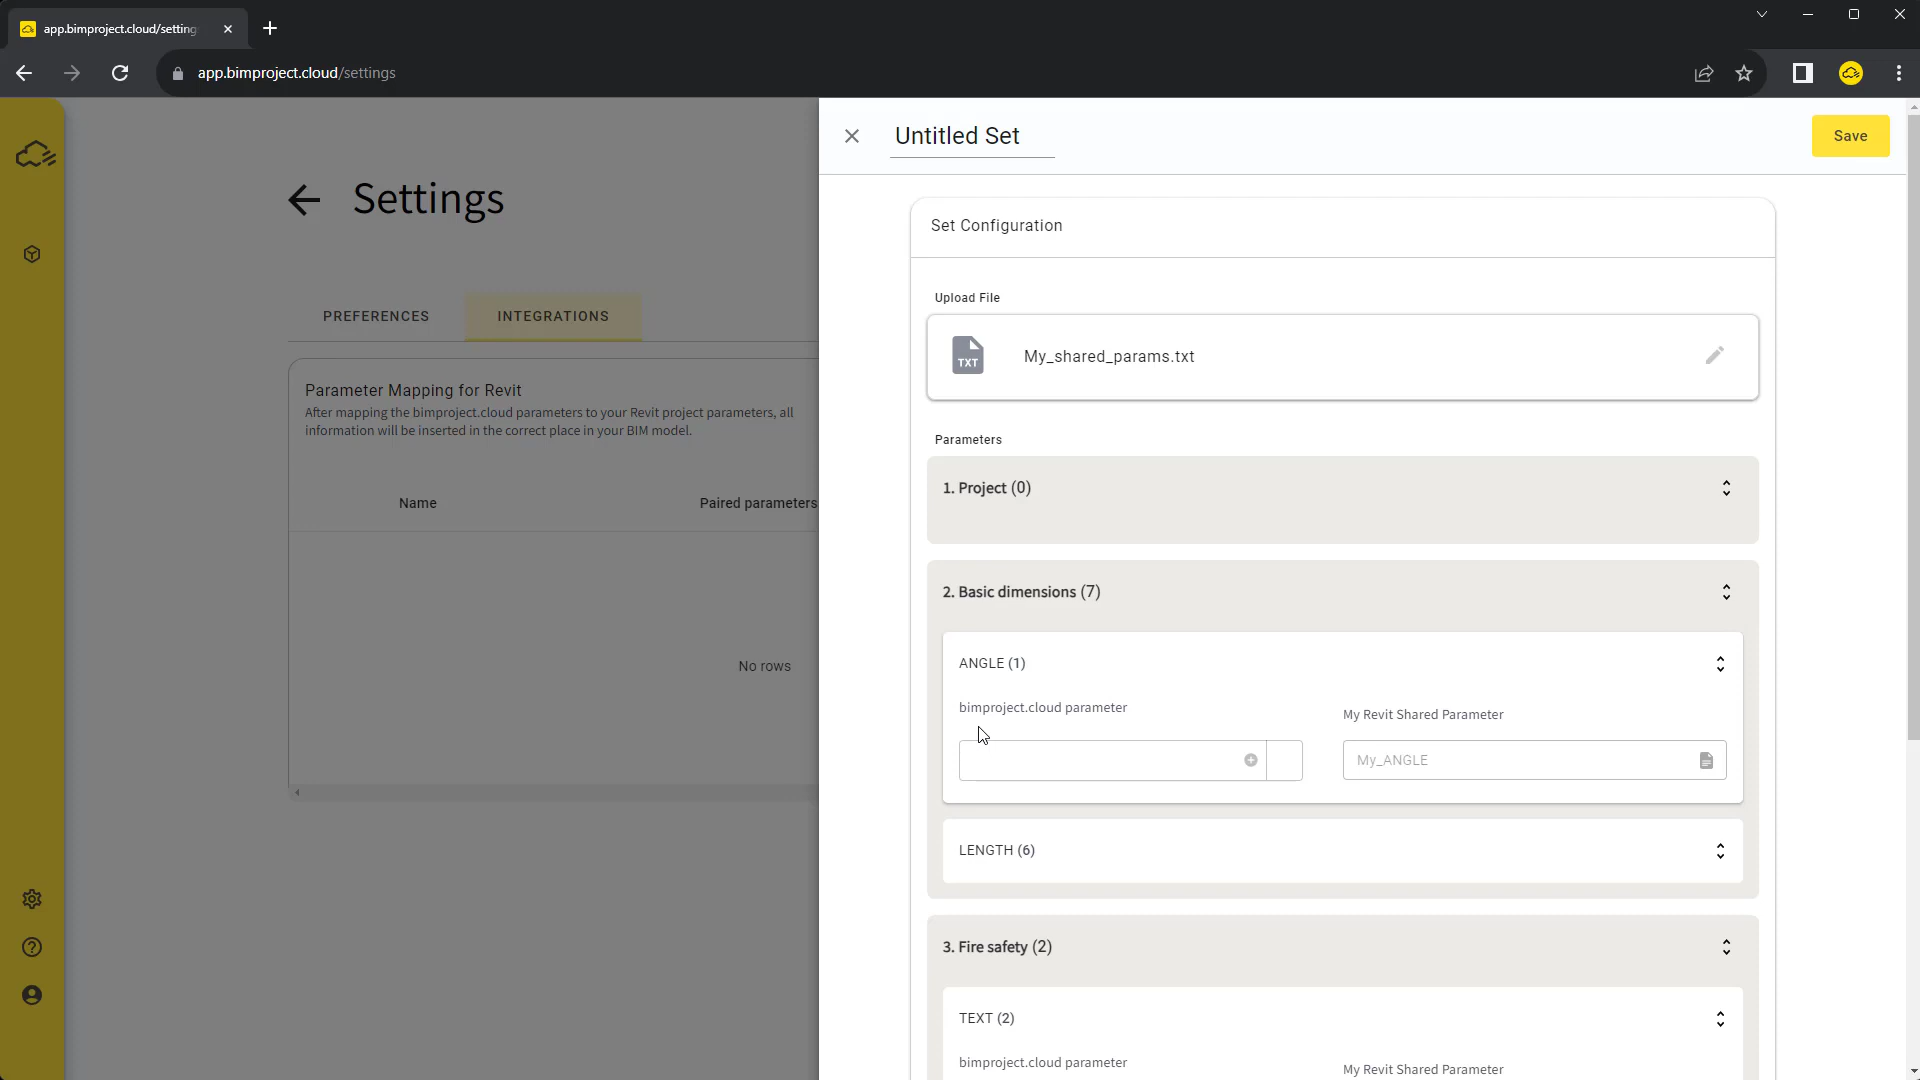 app.bimproject.cloud/setting
app.bimproject.cloud/settings
Untitled Set
Save
Settings
Set Configuration
Upload File
PREFERENCES
INTEGRATIONS
TXT
My_shared_params.txt
Parameter Mapping for Revit
After mapping the bimproject.cloud parameters to your Revit project parameters, all
information will be inserted in the correct place in your BIM model.
Parameters
1. Project (0)
Name
Paired parameters
2. Basic dimensions (7)
ANGLE (1)
No rows
bimproject.cloud parameter
My Revit Shared Parameter
My_ANGLE
LENGTH (6)
3. Fire safety (2)
TEXT (2)
bimproject.cloud parameter
My Revit Shared Parameter